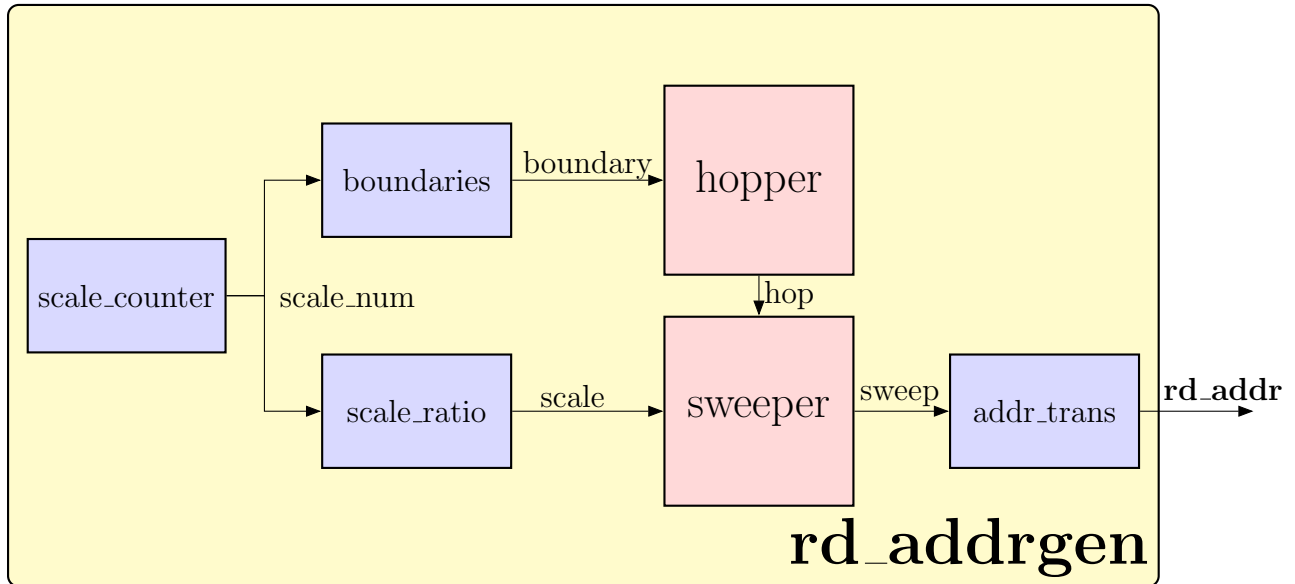 boundary
hopper
boundaries
scale_counter
scale_num
hop
scale_ratio
scale
sweeper
sweep
addr_trans
rd_addr
rd_addrgen